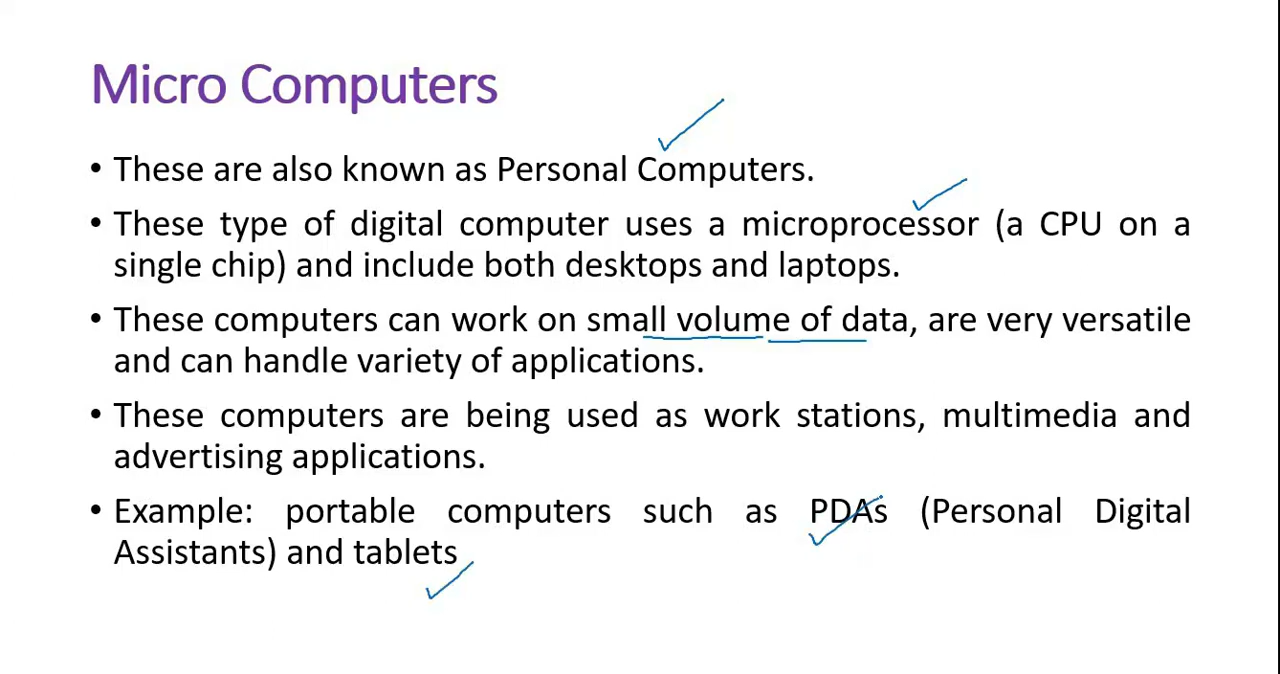 Micro Computers
• These are also known as Personal Computers.
• These type of digital computer uses a microprocessor (a CPU on a
single chip) and include both desktops and laptops.
• These computers can work on small volume of data, are very versatile
and can handle variety of applications.
• These computers are being used as work stations, multimedia and
advertising applications.
• Example: portable computers such as PDAs (Personal Digital
Assistants) and tablets